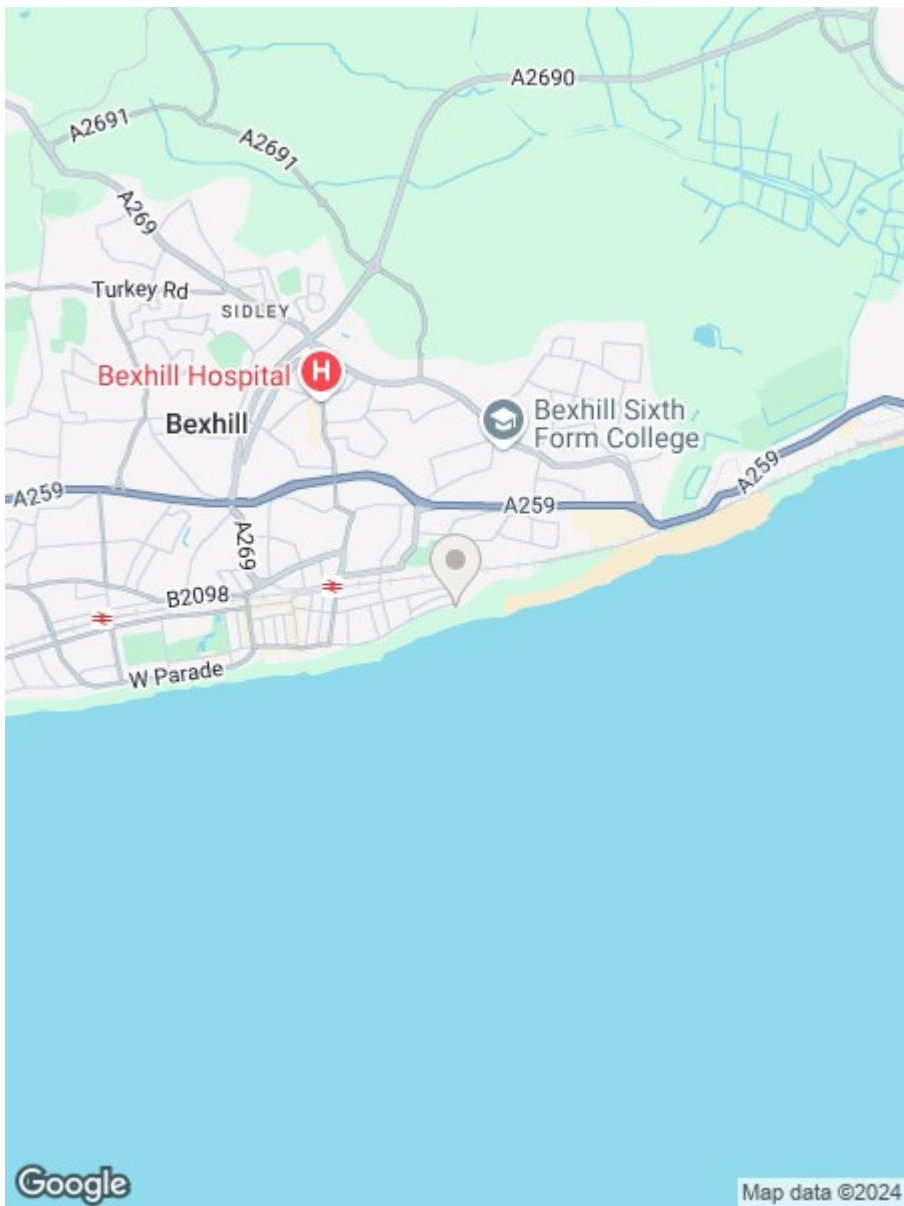 A2690
A2691
A2691
A269
Turkey Rd
SIDLEY
H
Bexhill Hospital
Bexhill
Bexhill Sixth
Form College
A259
A259
A259
A269
B2098
W Parade
Google
Map data ©2024